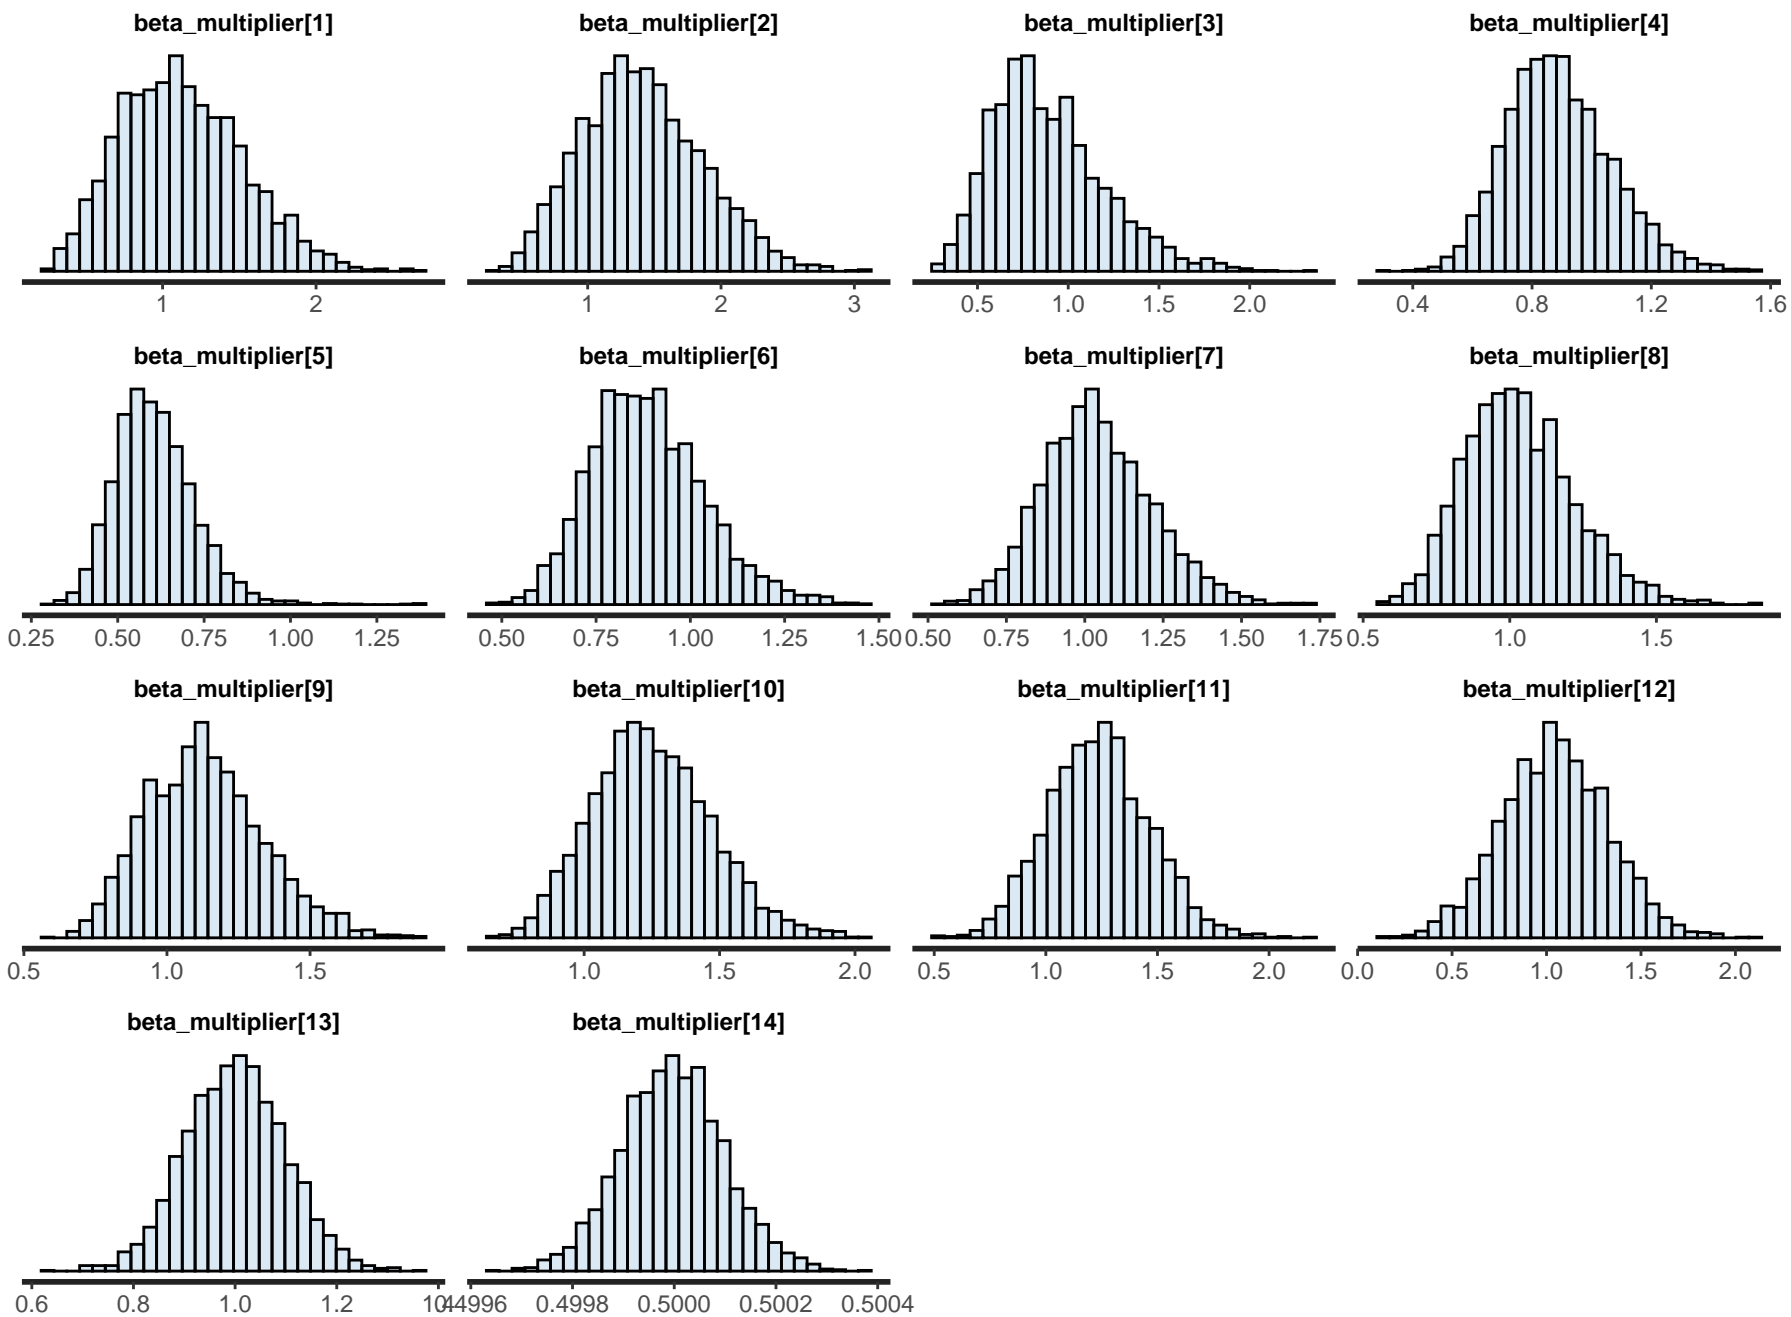 beta_multiplier[1] beta_multiplier[2] beta_multiplier[3] beta_multiplier[4]
1 2 1 2 3 0.5 1.0 1.5 2.0 0.4 0.8 1.2 1.6
beta_multiplier[5] beta_multiplier[6] beta_multiplier[7] beta_multiplier[8]
0.25 0.50 0.75 1.00 1.25 0.50 0.75 1.00 1.25 1.50 0.50 0.75 1.00 1.25 1.50 1.75 0.5 1.0 1.5
beta_multiplier[9] beta_multiplier[10] beta_multiplier[11] beta_multiplier[12]
0.5 1.0 1.5 1.0 1.5 2.0 0.5 1.0 1.5 2.0 0.0 0.5 1.0 1.5 2.0
beta_multiplier[13] beta_multiplier[14]
0.6 0.8 1.0 1.2 1.4 0.4996 0.4998 0.5000 0.5002 0.5004